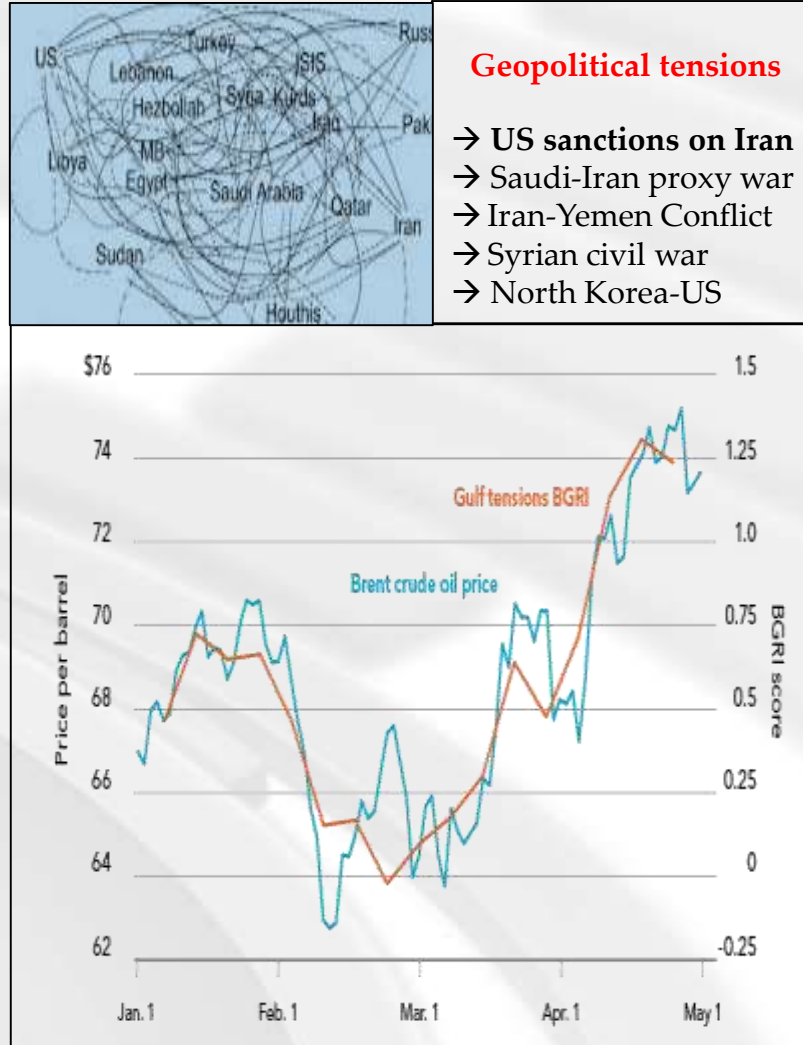 US
Turkey
Russ
Lebanon
ISIS
Hezbollah
Syria
Kurds
Iraq
Pak
Libya
MB
Egypt
Saudi Arabia
Qatar
Iran
Sudan
Houthis
Geopolitical tensions
→ US sanctions on Iran
→ Saudi-Iran proxy war
→ Iran-Yemen Conflict
→ Syrian civil war
→ North Korea-US
$76
74
72
70
68
66
64
62
Price per barrel
Gulf tensions BGRI
Brent crude oil price
1.5
1.25
1.0
0.75
0.5
0.25
0
-0.25
BGRI score
Jan. 1
Feb. 1
Mar. 1
Apr. 1
May 1